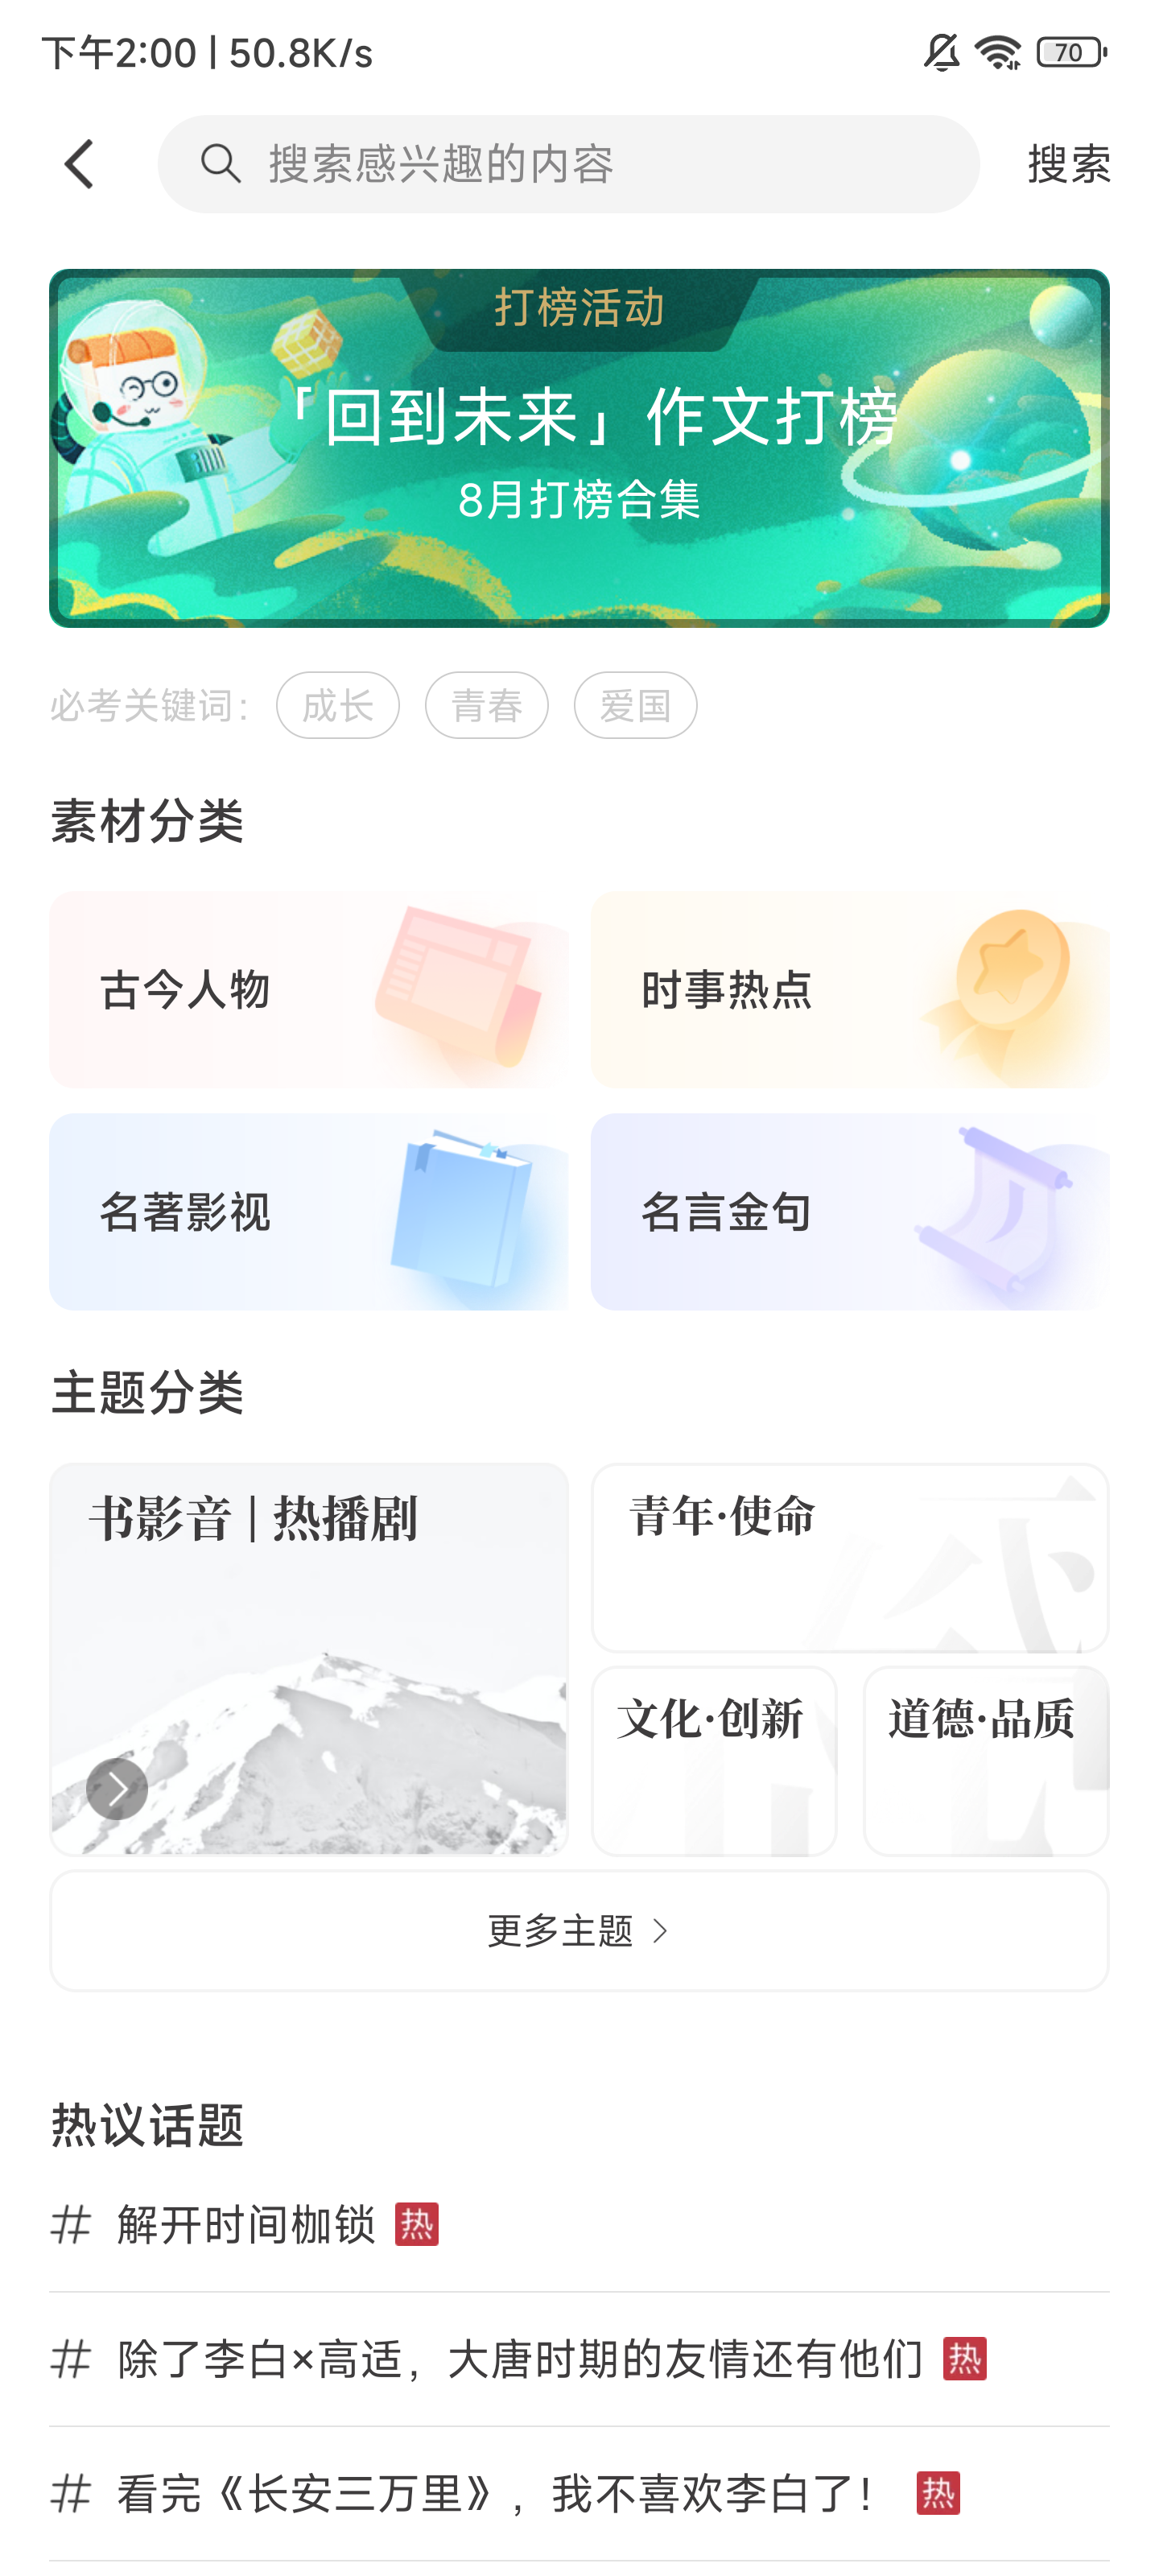 下午2:00 | 50.8K/s
70
搜索感兴趣的内容
搜索
打榜活动
「回到未来」作文打榜
8月打榜合集
必考关键词: 成长 青春 爱国
素材分类
古今人物 时事热点
名著影视 名言金句
主题分类
书影音 | 热播剧
青年·使命
文化·创新 道德·品质
更多主题 >
热议话题
# 解开时间枷锁 热
# 除了李白×高适，大唐时期的友情还有他们 热
# 看完《长安三万里》，我不喜欢李白了！ 热